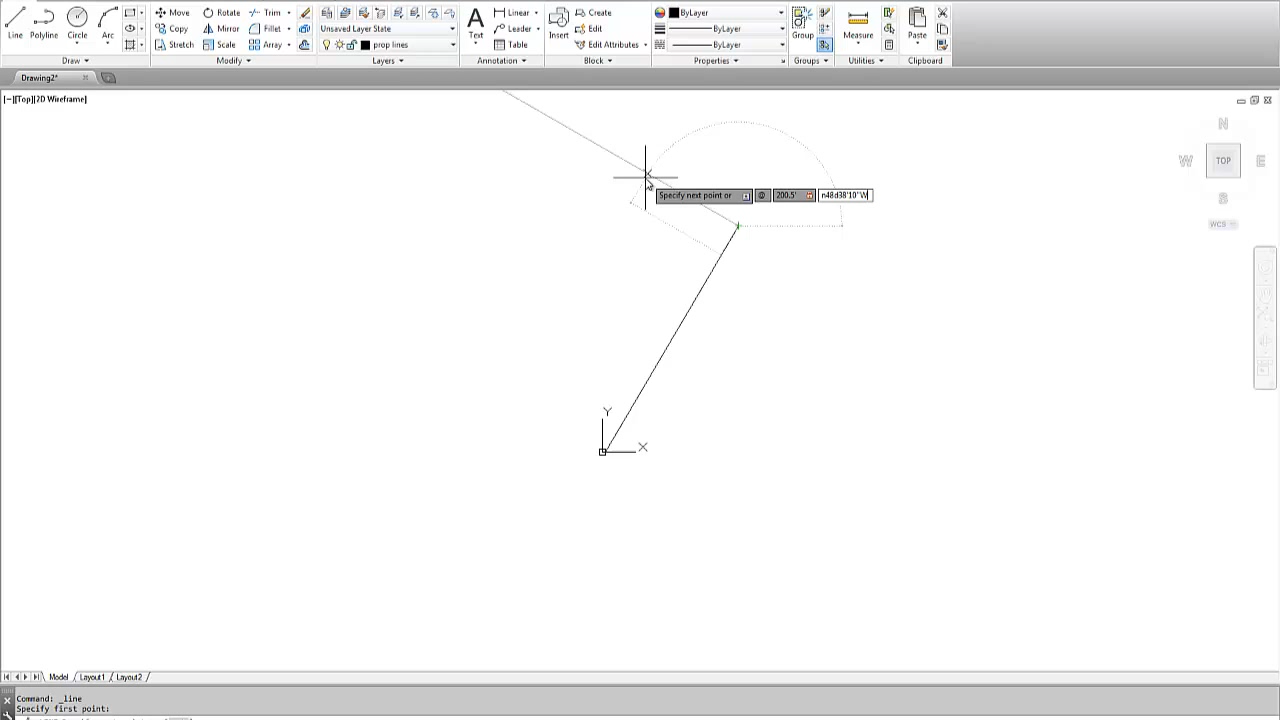 Line Polyline Circle Arc
Move Rotate Trim
Copy Mirror Fillet
Stretch Scale Array
Unsaved Layer State
prop lines
Text
Linear
Leader
Table
Insert
Create
Edit
Edit Attributes
ByLayer
ByLayer
ByLayer
Group
Measure
Paste
Draw Modify Layers Annotation Block Properties Groups Utilities Clipboard
Drawing2*
[−][Top][2D Wireframe]
N
W TOP E
S
WCS
Specify next point or @ 200.5' n48d38'10"W
Y
X
Model Layout1 Layout2
Command: _line
Specify first point: